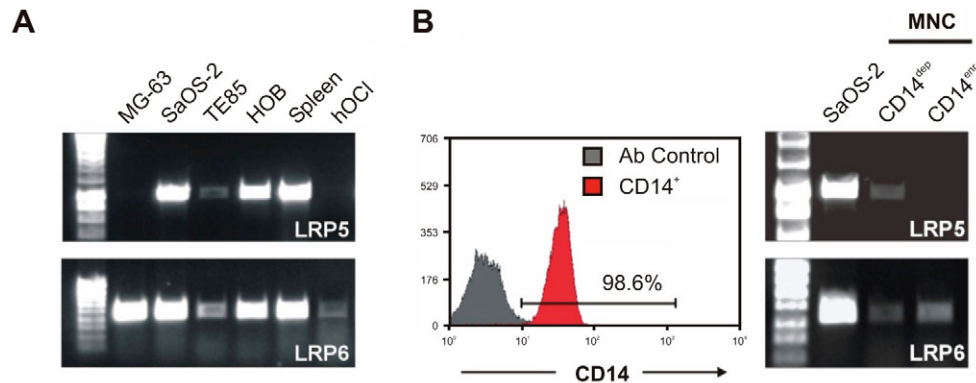 A
MG-63
SaOS-2
TE85
HOB
Spleen
hOCl
LRP5
LRP6
B
706
529
353
176
0
10⁰
10¹
10²
10³
10⁴
Ab Control
CD14⁺
98.6%
CD14
MNC
SaOS-2
CD14ᵈᵉᵖ
CD14ᵉⁿʳ
LRP5
LRP6